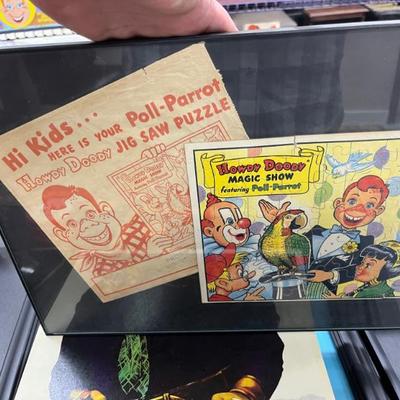 Hi Kids...
HERE IS YOUR Poll-Parrot
HOWDY DOODY JIG SAW PUZZLE
HOWDY DOODY
MAGIC SHOW
featuring Poll-Parrot